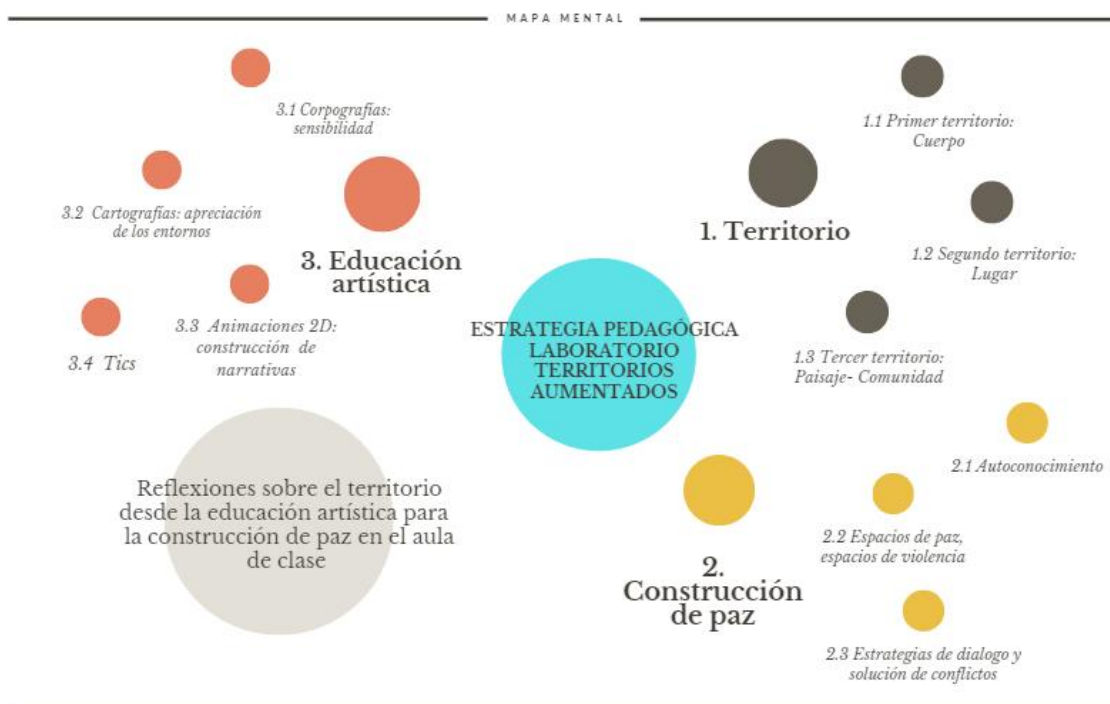 MAPA MENTAL
ESTRATEGIA PEDAGÓGICA
LABORATORIO
TERRITORIOS
AUMENTADOS
1. Territorio
1.1 Primer territorio:
Cuerpo
1.2 Segundo territorio:
Lugar
1.3 Tercer territorio:
Paisaje- Comunidad
2.
Construcción
de paz
2.1 Autoconocimiento
2.2 Espacios de paz,
espacios de violencia
2.3 Estrategias de dialogo y
solución de conflictos
3. Educación
artística
3.1 Corpografías:
sensibilidad
3.2 Cartografías: apreciación
de los entornos
3.3 Animaciones 2D:
construcción de
narrativas
3.4 Tics
Reflexiones sobre el territorio
desde la educación artística para
la construcción de paz en el aula
de clase